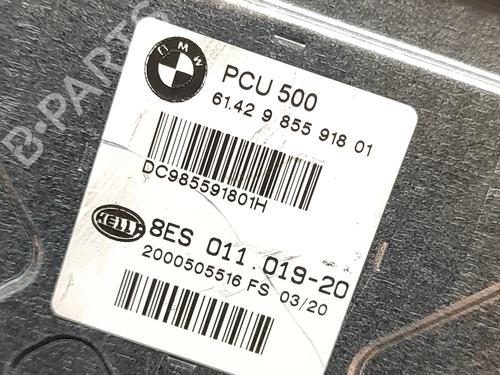 BMW
PCU 500
61.42 9 855 918 01
DC985591801H
HELLA
8ES 011.019-20
2000505516 FS 03/20
B-PARTS